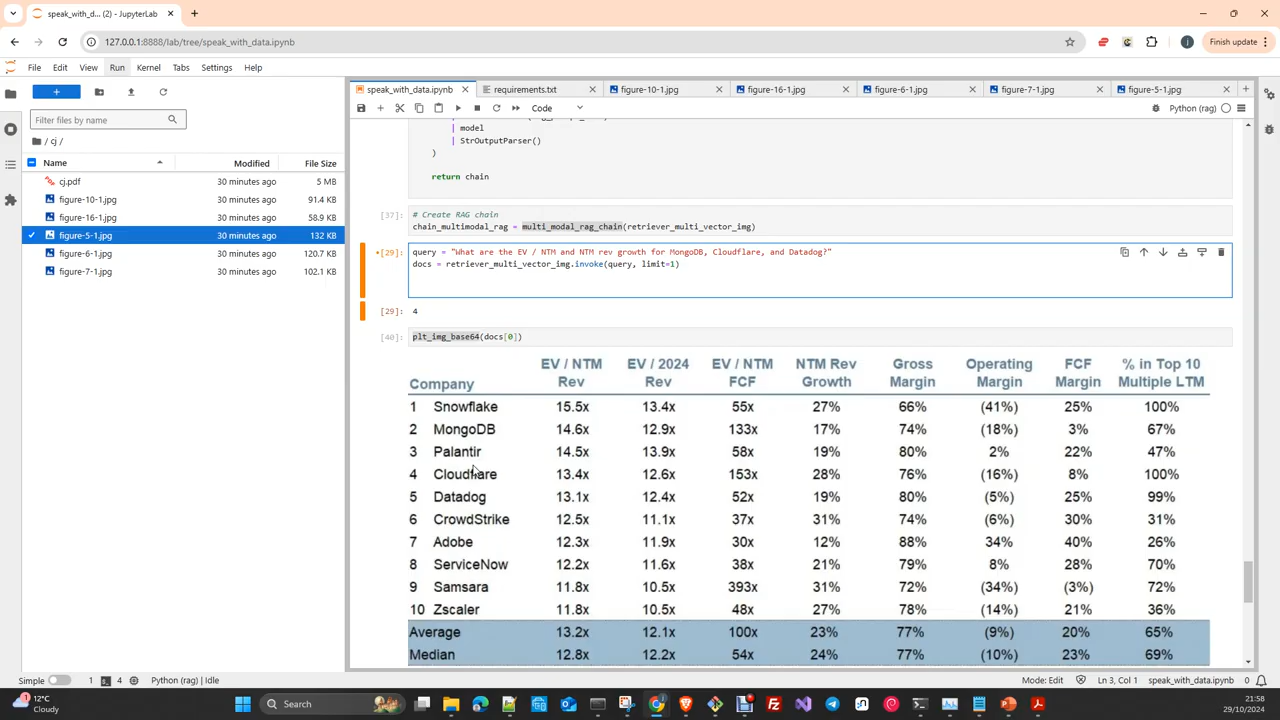 speak_with_d... (2) - JupyterLab
127.0.0.1:8888/lab/tree/speak_with_data.ipynb
Finish update
File Edit View Run Kernel Tabs Settings Help
Filter files by name
/ cj /
Name Modified File Size
cj.pdf 30 minutes ago 5 MB
figure-10-1.jpg 30 minutes ago 91.4 KB
figure-16-1.jpg 30 minutes ago 58.9 KB
figure-5-1.jpg 30 minutes ago 132 KB
figure-6-1.jpg 30 minutes ago 120.7 KB
figure-7-1.jpg 30 minutes ago 102.1 KB
speak_with_data.ipynb requirements.txt figure-10-1.jpg figure-16-1.jpg figure-6-1.jpg figure-7-1.jpg figure-5-1.jpg
Code Python (rag)
| model
| StrOutputParser()
)
return chain
[37]: # Create RAG chain
chain_multimodal_rag = multi_modal_rag_chain(retriever_multi_vector_img)
[29]: query = "What are the EV / NTM and NTM rev growth for MongoDB, Cloudflare, and Datadog?"
docs = retriever_multi_vector_img.invoke(query, limit=1)
[29]: 4
[40]: plt_img_base64(docs[0])
Company EV / NTM Rev EV / 2024 Rev EV / NTM FCF NTM Rev Growth Gross Margin Operating Margin FCF Margin % in Top 10 Multiple LTM
1 Snowflake 15.5x 13.4x 55x 27% 66% (41%) 25% 100%
2 MongoDB 14.6x 12.9x 133x 17% 74% (18%) 3% 67%
3 Palantir 14.5x 13.9x 58x 19% 80% 2% 22% 47%
4 Cloudflare 13.4x 12.6x 153x 28% 76% (16%) 8% 100%
5 Datadog 13.1x 12.4x 52x 19% 80% (5%) 25% 99%
6 CrowdStrike 12.5x 11.1x 37x 31% 74% (6%) 30% 31%
7 Adobe 12.3x 11.9x 30x 12% 88% 34% 40% 26%
8 ServiceNow 12.2x 11.6x 38x 21% 79% 8% 28% 70%
9 Samsara 11.8x 10.5x 393x 31% 72% (34%) (3%) 72%
10 Zscaler 11.8x 10.5x 48x 27% 78% (14%) 21% 36%
Average 13.2x 12.1x 100x 23% 77% (9%) 20% 65%
Median 12.8x 12.2x 54x 24% 77% (10%) 23% 69%
Simple 1 4 Python (rag) | Idle Mode: Edit Ln 3, Col 1 speak_with_data.ipynb 0
12°C
Cloudy
Search
21:58
29/10/2024